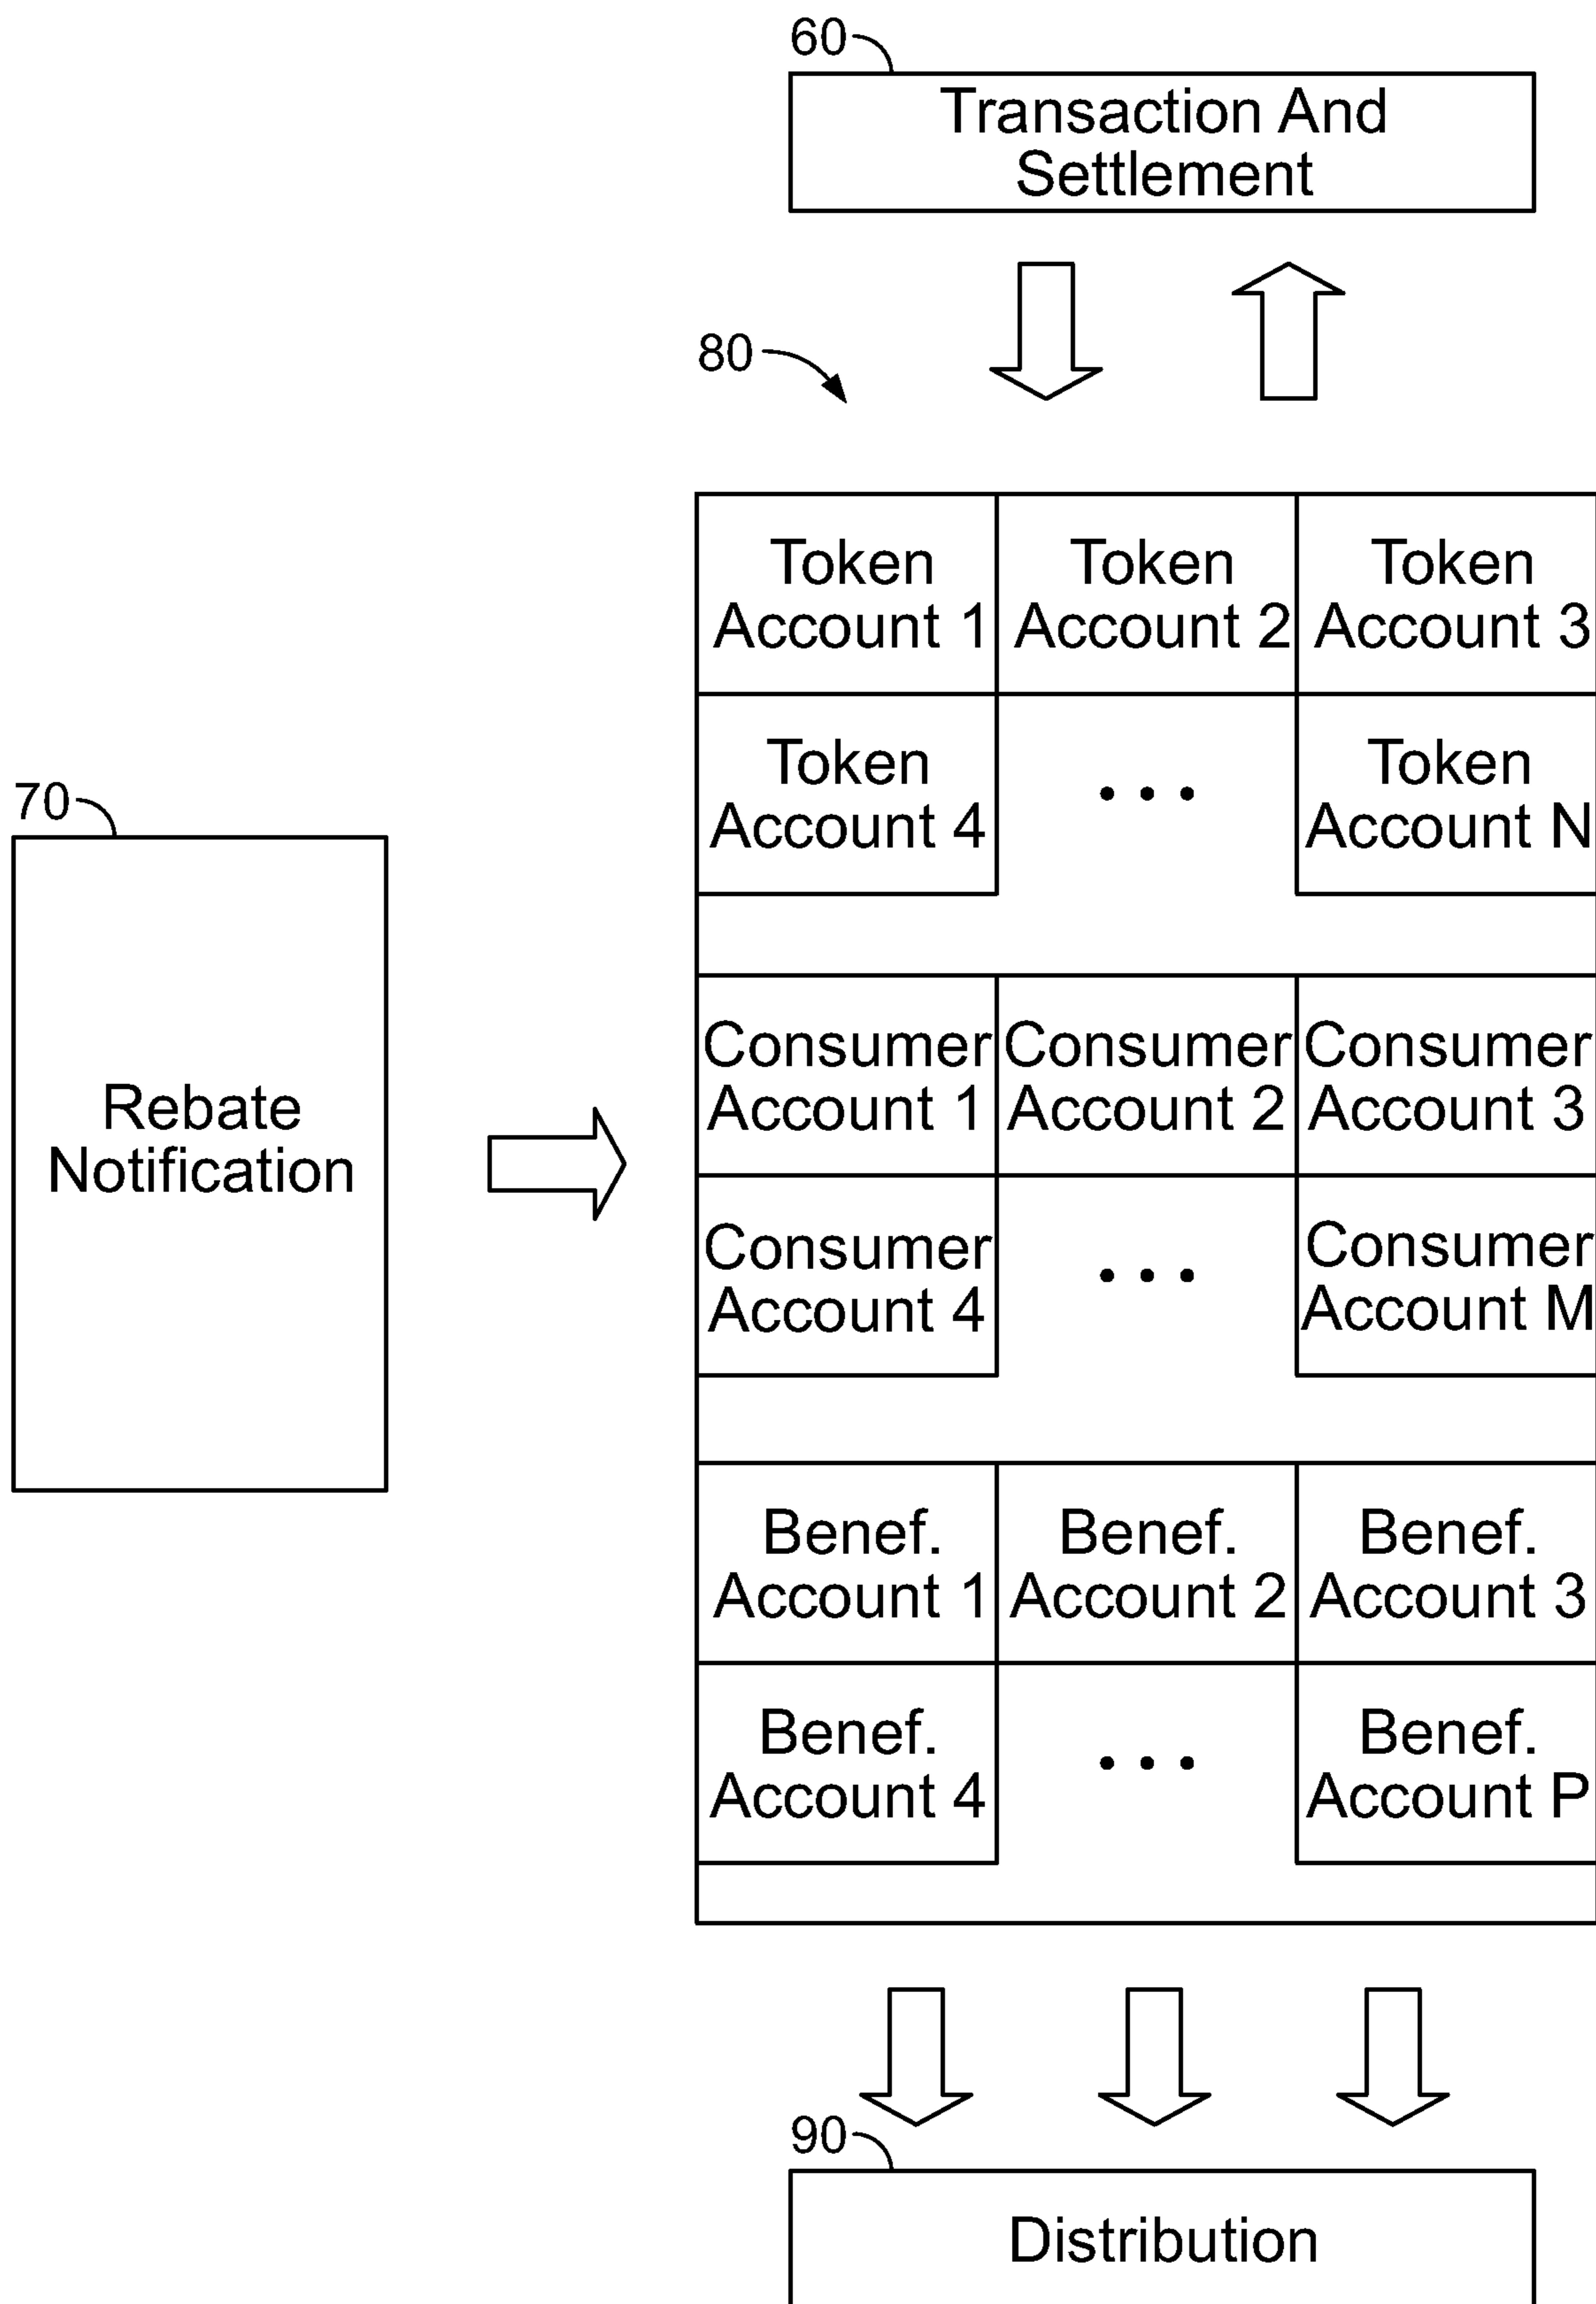 60
Transaction And
Settlement
80
Token
Account 1
Token
Account 2
Token
Account 3
Token
Account 4
...
Token
Account N
70
Rebate
Notification
Consumer
Account 1
Consumer
Account 2
Consumer
Account 3
Consumer
Account 4
...
Consumer
Account M
Benef.
Account 1
Benef.
Account 2
Benef.
Account 3
Benef.
Account 4
...
Benef.
Account P
90
Distribution